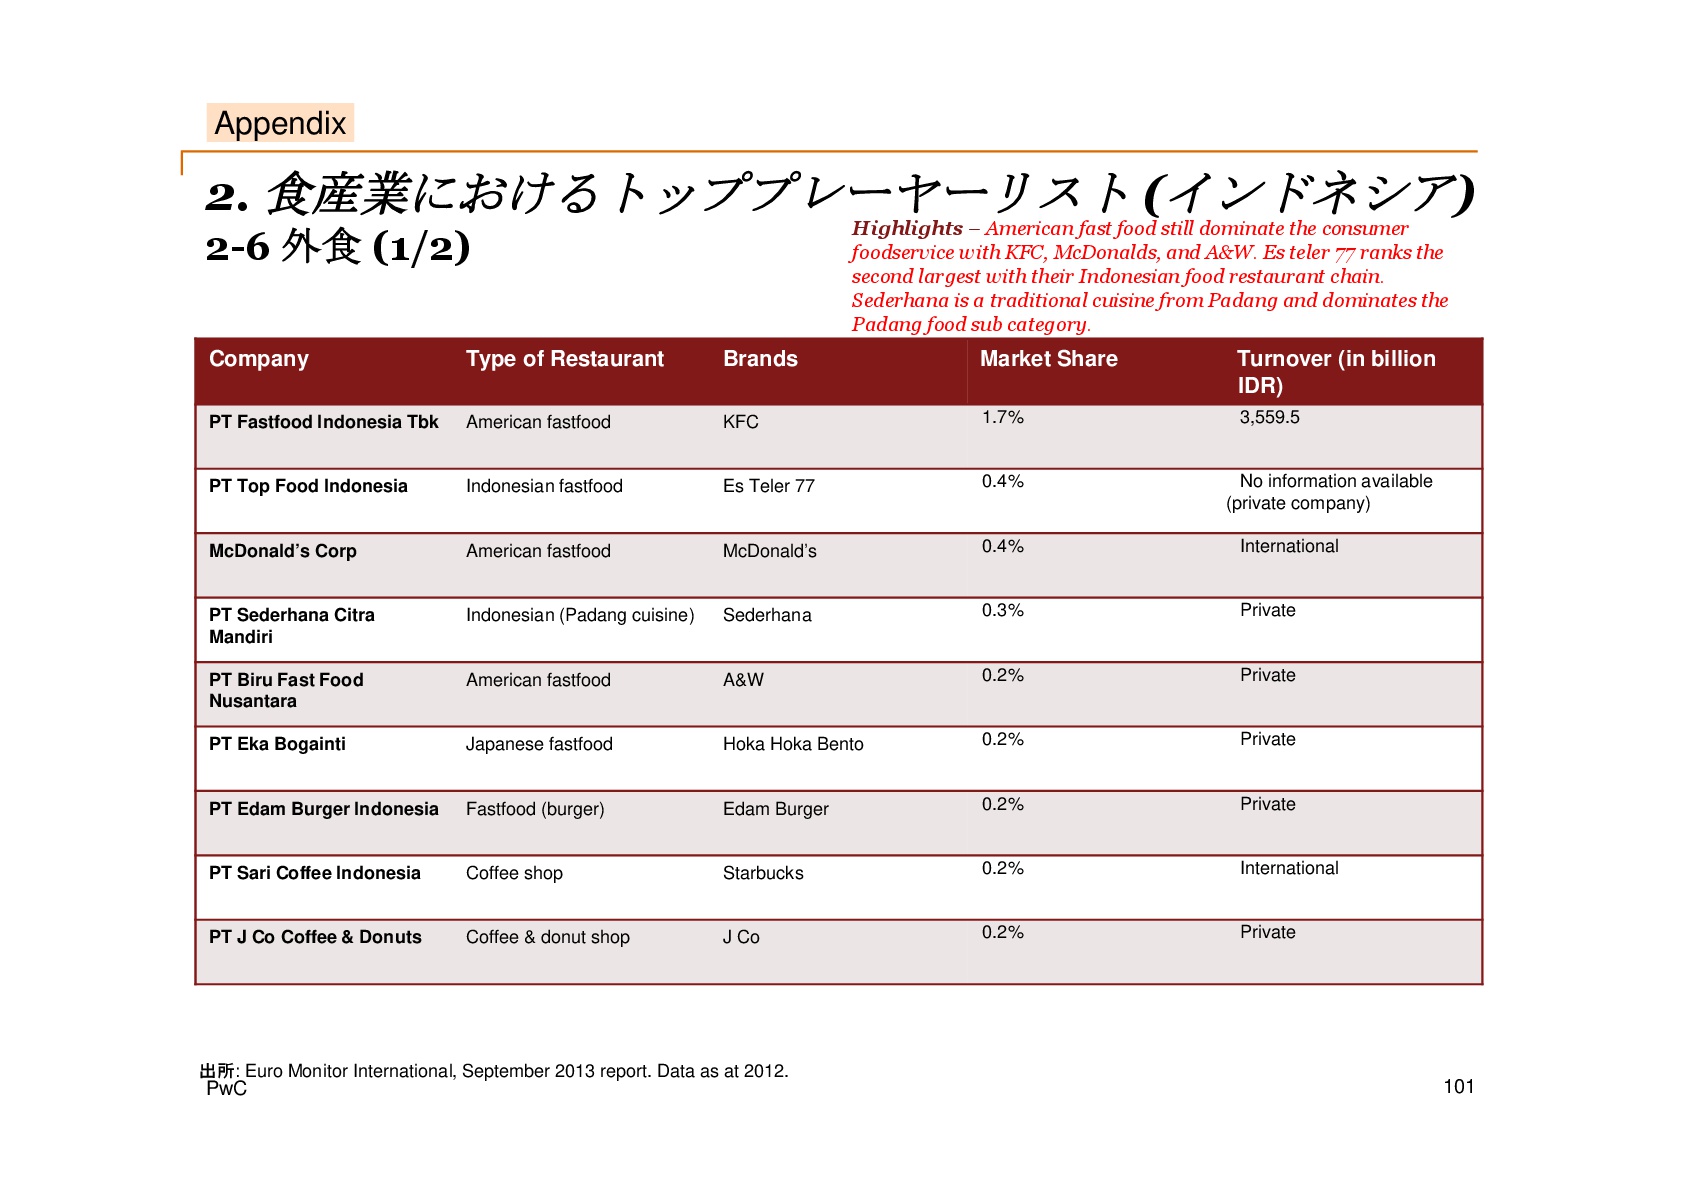 Appendix
2. 食産業におけるトッププレーヤーリスト(インドネシア)
2-6 外食 (1/2)
Highlights – American fast food still dominate the consumer
foodservice with KFC, McDonalds, and A&W. Es teler 77 ranks the
second largest with their Indonesian food restaurant chain.
Sederhana is a traditional cuisine from Padang and dominates the
Padang food sub category.
Company Type of Restaurant Brands Market Share Turnover (in billion
IDR)
PT Fastfood Indonesia Tbk American fastfood KFC 1.7% 3,559.5
PT Top Food Indonesia Indonesian fastfood Es Teler 77 0.4% No information available
(private company)
McDonald’s Corp American fastfood McDonald’s 0.4% International
PT Sederhana Citra Indonesian (Padang cuisine) Sederhana 0.3% Private
Mandiri
PT Biru Fast Food American fastfood A&W 0.2% Private
Nusantara
PT Eka Bogainti Japanese fastfood Hoka Hoka Bento 0.2% Private
PT Edam Burger Indonesia Fastfood (burger) Edam Burger 0.2% Private
PT Sari Coffee Indonesia Coffee shop Starbucks 0.2% International
PT J Co Coffee & Donuts Coffee & donut shop J Co 0.2% Private
出所: Euro Monitor International, September 2013 report. Data as at 2012.
PwC 101